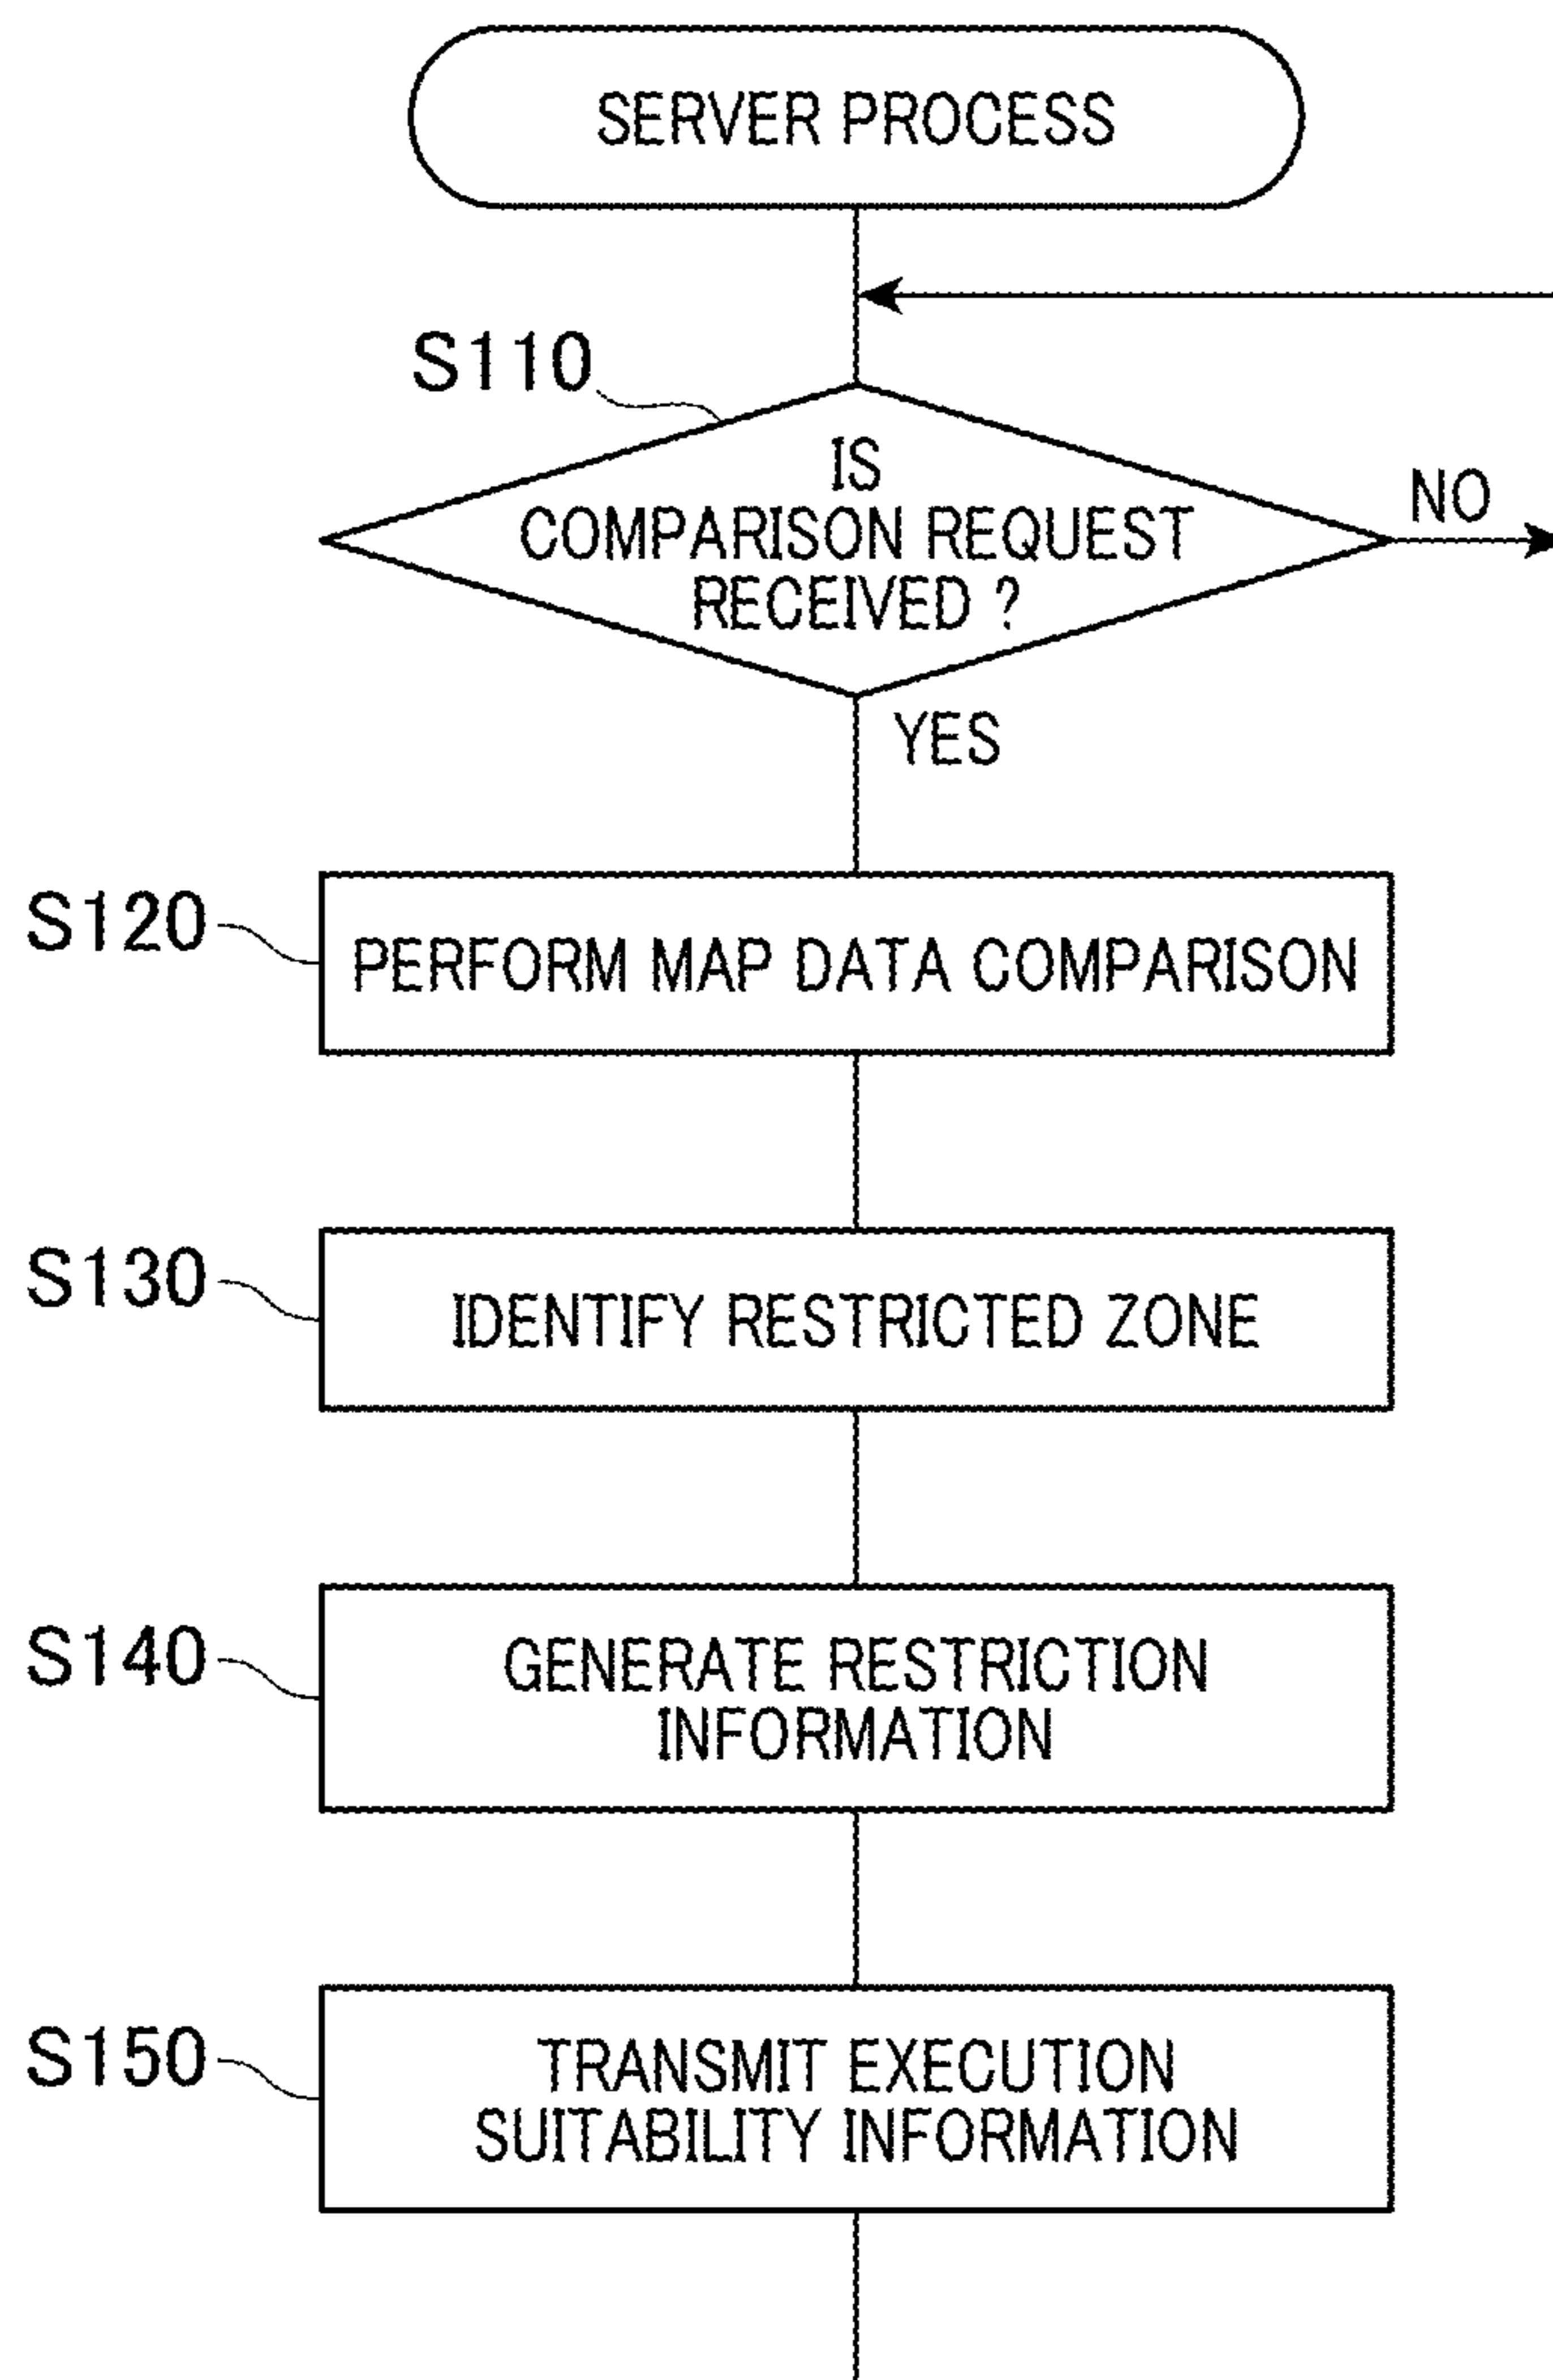 SERVER PROCESS
S110
IS
COMPARISON REQUEST
RECEIVED ?
NO
YES
S120
PERFORM MAP DATA COMPARISON
S130
IDENTIFY RESTRICTED ZONE
S140
GENERATE RESTRICTION
INFORMATION
S150
TRANSMIT EXECUTION
SUITABILITY INFORMATION